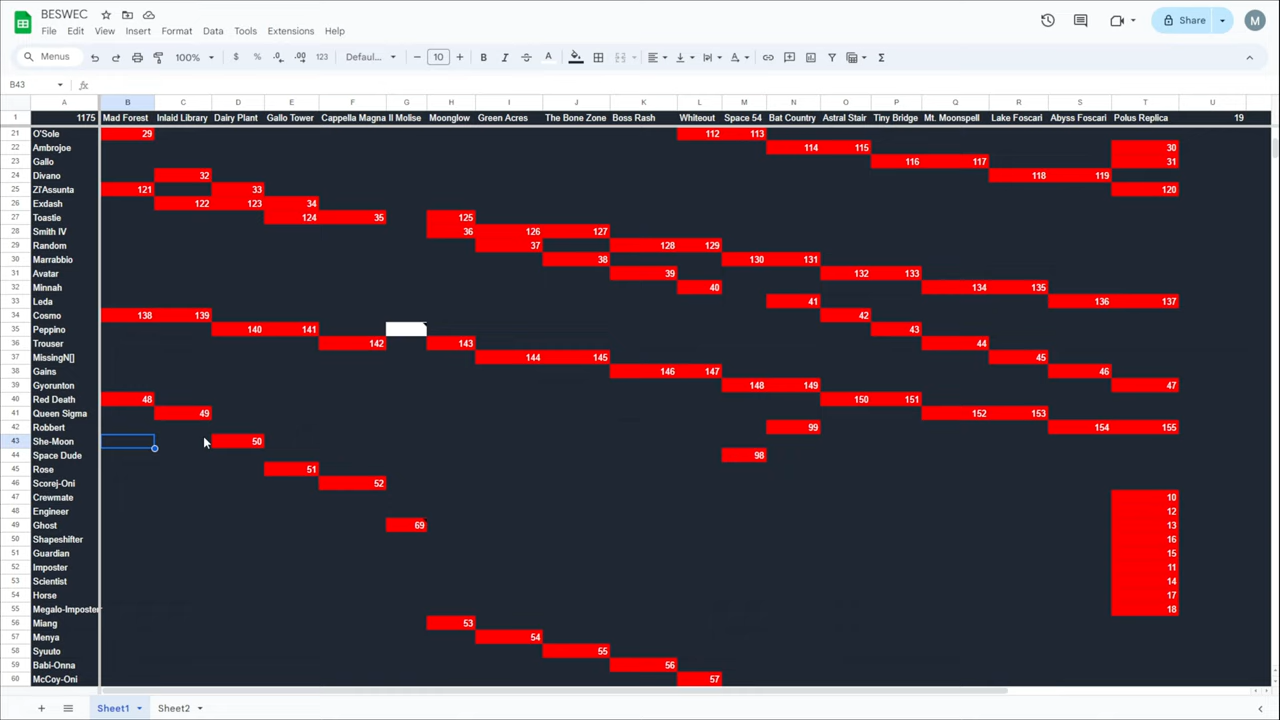 BESWEC
File Edit View Insert Format Data Tools Extensions Help
Share
M
Menus 100% $ % .0 .00 123 Defaul... − 10 + B I A Σ
B43 fx
A B C D E F G H I J K L M N O P Q R S T U
1 1175 Mad Forest Inlaid Library Dairy Plant Gallo Tower Cappella Magna Il Molise Moonglow Green Acres The Bone Zone Boss Rash Whiteout Space 54 Bat Country Astral Stair Tiny Bridge Mt. Moonspell Lake Foscari Abyss Foscari Polus Replica 19
21 O'Sole 29 112 113
22 Ambrojoe 114 115 30
23 Gallo 116 117 31
24 Divano 32 118 119
25 Zi'Assunta 121 33 120
26 Exdash 122 123 34
27 Toastie 124 35 125
28 Smith IV 36 126 127
29 Random 37 128 129
30 Marrabbio 38 130 131
31 Avatar 39 132 133
32 Minnah 40 134 135
33 Leda 41 136 137
34 Cosmo 138 139 42
35 Peppino 140 141 43
36 Trouser 142 143 44
37 MissingN[] 144 145 45
38 Gains 146 147 46
39 Gyorunton 148 149 47
40 Red Death 48 150 151
41 Queen Sigma 49 152 153
42 Robbert 99 154 155
43 She-Moon 50
44 Space Dude 98
45 Rose 51
46 Scorej-Oni 52
47 Crewmate 10
48 Engineer 12
49 Ghost 69 13
50 Shapeshifter 16
51 Guardian 15
52 Imposter 11
53 Scientist 14
54 Horse 17
55 Megalo-Imposter 18
56 Miang 53
57 Menya 54
58 Syuuto 55
59 Babi-Onna 56
60 McCoy-Oni 57
Sheet1 Sheet2